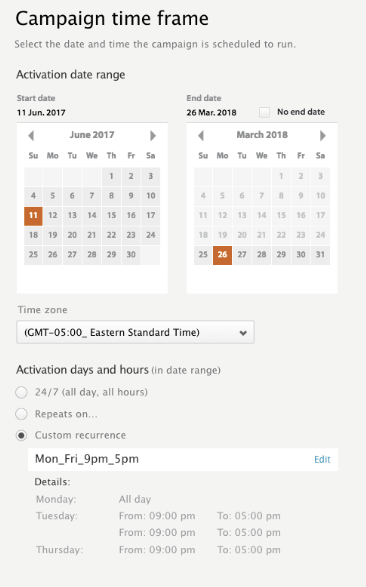 Campaign time frame
Select the date and time the campaign is scheduled to run.
Activation date range
Start date
11 Jun. 2017
June 2017
Su Mo Tu We Th Fr Sa
1 2 3
4 5 6 7 8 9 10
11 12 13 14 15 16 17
18 19 20 21 22 23 24
25 26 27 28 29 30
End date
26 Mar. 2018 No end date
March 2018
Su Mo Tu We Th Fr Sa
1 2 3
4 5 6 7 8 9 10
11 12 13 14 15 16 17
18 19 20 21 22 23 24
25 26 27 28 29 30 31
Time zone
(GMT-05:00_ Eastern Standard Time)
Activation days and hours (in date range)
24/7 (all day, all hours)
Repeats on...
Custom recurrence
Mon_Fri_9pm_5pm Edit
Details:
Monday: All day
Tuesday: From: 09:00 pm To: 05:00 pm
From: 09:00 pm To: 05:00 pm
Thursday: From: 09:00 pm To: 05:00 pm